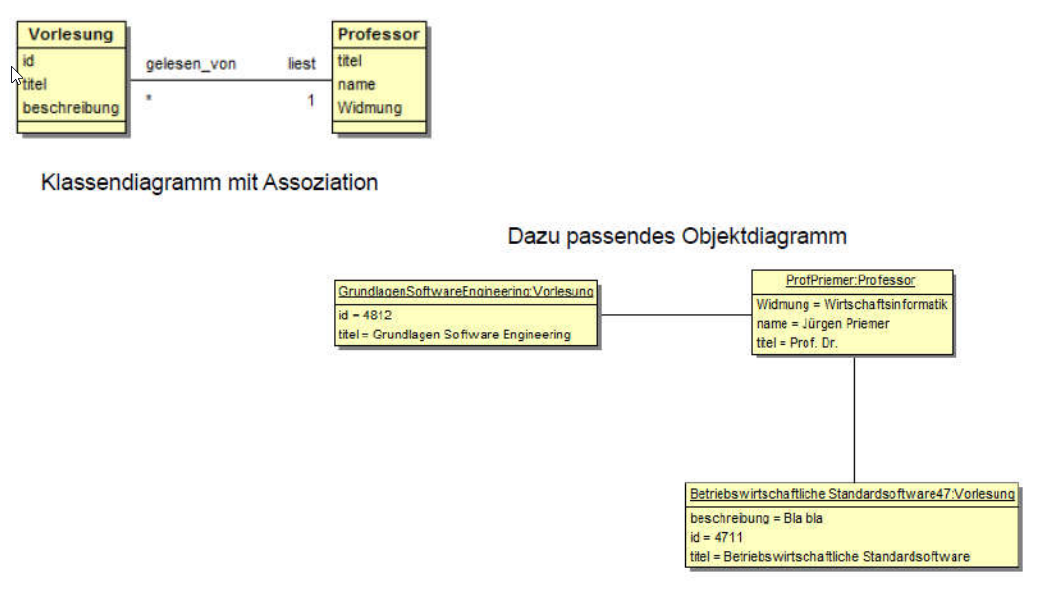 Vorlesung
id
titel
beschreibung
gelesen_von
liest
*
1
Professor
titel
name
Widmung
Klassendiagramm mit Assoziation
Dazu passendes Objektdiagramm
GrundlagenSoftwareEngineering:Vorlesung
id = 4812
titel = Grundlagen Software Engineering
ProfPriemer:Professor
Widmung = Wirtschaftsinformatik
name = Jürgen Priemer
titel = Prof. Dr.
Betriebswirtschaftliche Standardsoftware47:Vorlesung
beschreibung = Bla bla
id = 4711
titel = Betriebswirtschaftliche Standardsoftware